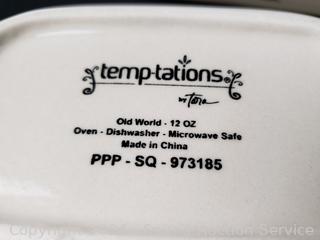 temp-tations®
by Tara
Old World - 12 OZ
Oven - Dishwasher - Microwave Safe
Made in China
PPP - SQ - 973185